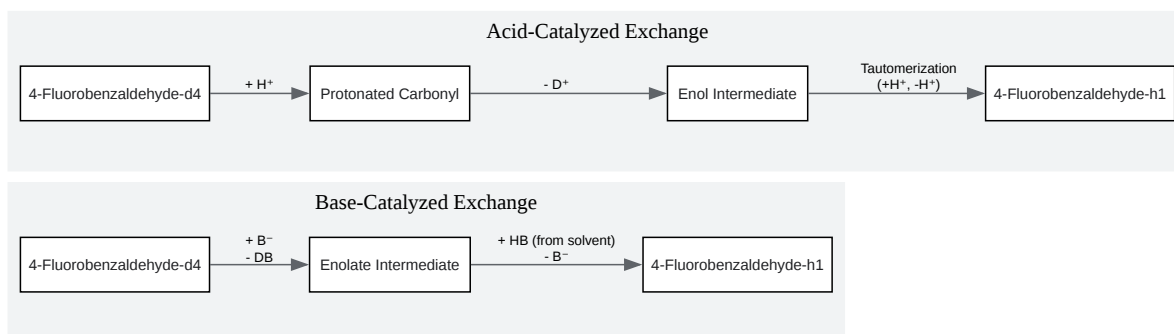 Acid-Catalyzed Exchange
4-Fluorobenzaldehyde-d4
+ H⁺
Protonated Carbonyl
- D⁺
Enol Intermediate
Tautomerization
(+H⁺, -H⁺)
4-Fluorobenzaldehyde-h1
Base-Catalyzed Exchange
4-Fluorobenzaldehyde-d4
+ B⁻
- DB
Enolate Intermediate
+ HB (from solvent)
- B⁻
4-Fluorobenzaldehyde-h1